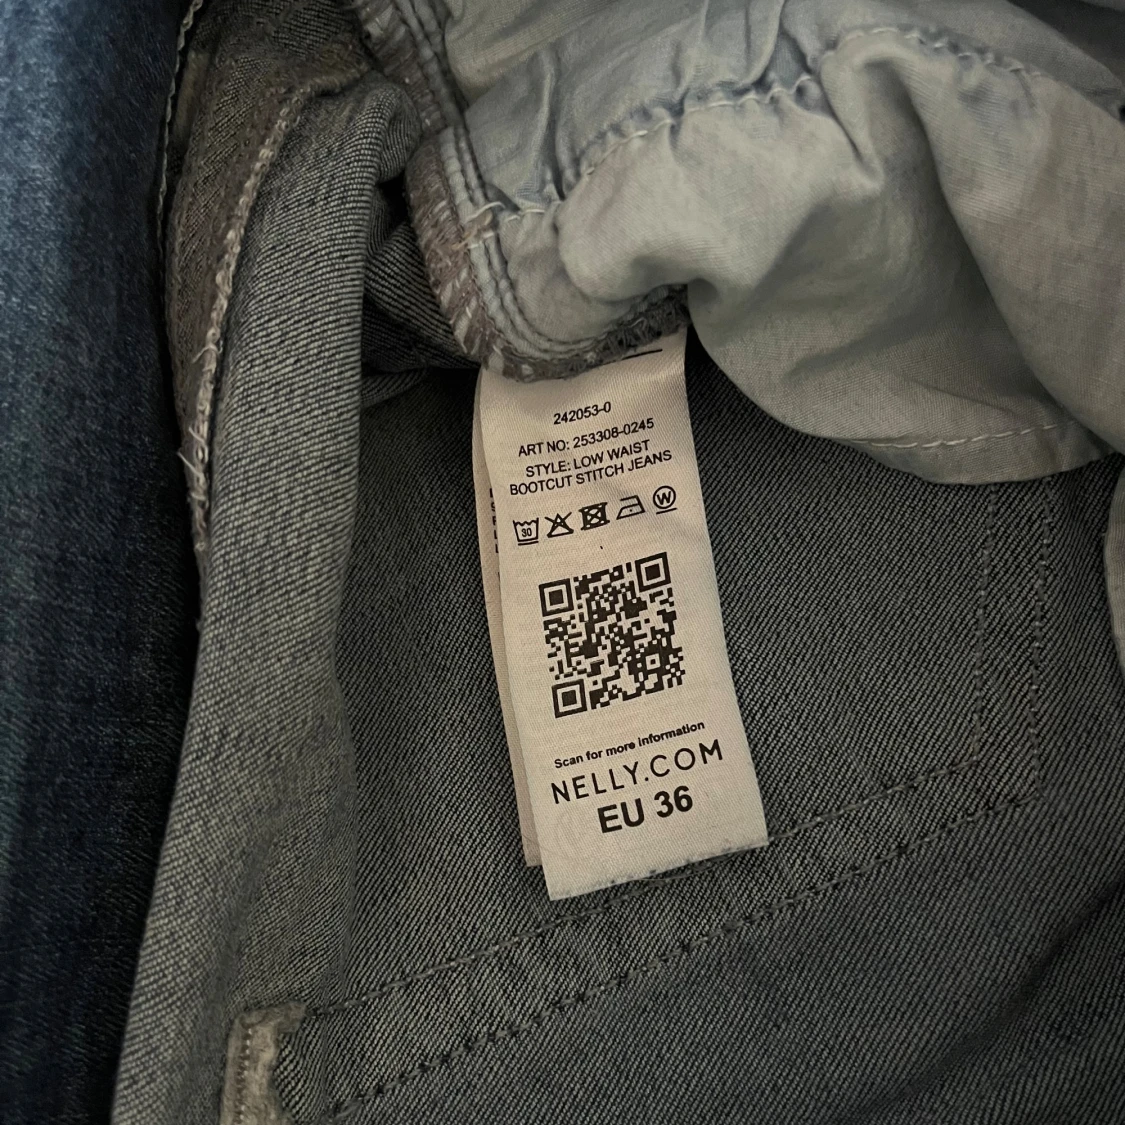 242053-0
ART NO: 253308-0245
STYLE: LOW WAIST
BOOTCUT STITCH JEANS
30
W
Scan for more information
NELLY.COM
EU 36